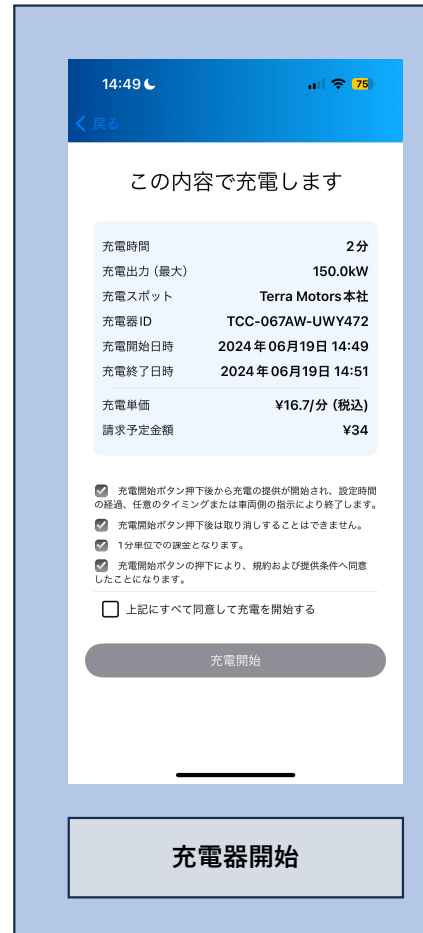 14:49
75
戻る
この内容で充電します
充電時間 2分
充電出力 (最大) 150.0kW
充電スポット Terra Motors本社
充電器ID TCC-067AW-UWY472
充電開始日時 2024年06月19日 14:49
充電終了日時 2024年06月19日 14:51
充電単価 ¥16.7/分 (税込)
請求予定金額 ¥34
充電開始ボタン押下後から充電の提供が開始され、設定時間
の経過、任意のタイミングまたは車両側の指示により終了します。
充電開始ボタン押下後は取り消しすることはできません。
1分単位での課金となります。
充電開始ボタンの押下により、規約および提供条件へ同意
したことになります。
上記にすべて同意して充電を開始する
充電開始
充電器開始